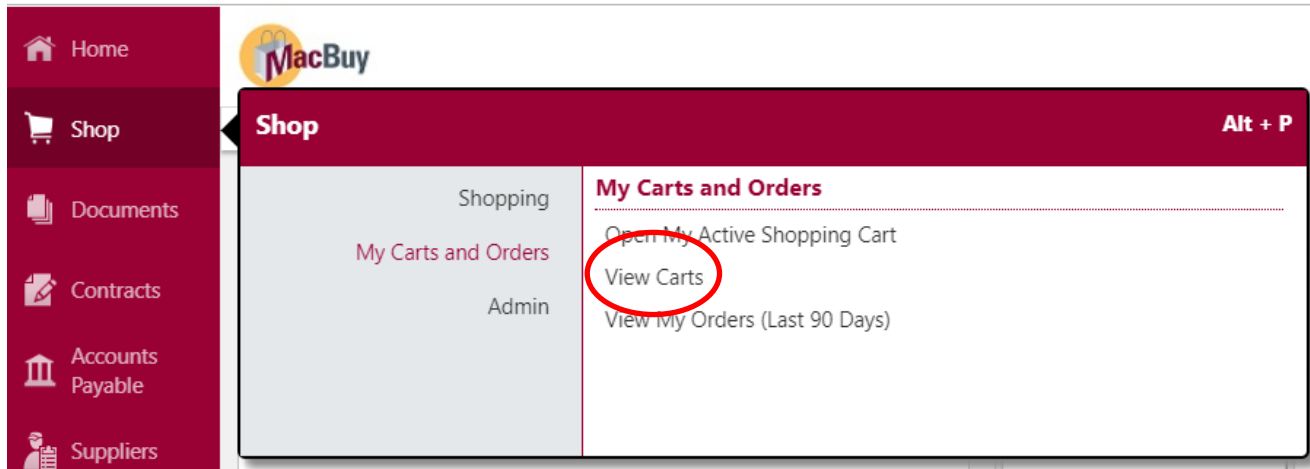 Home
MacBuy
Shop
Shop
Alt + P
Documents
Shopping
My Carts and Orders
My Carts and Orders
Open My Active Shopping Cart
Contracts
Admin
View Carts
View My Orders (Last 90 Days)
Accounts
Payable
Suppliers